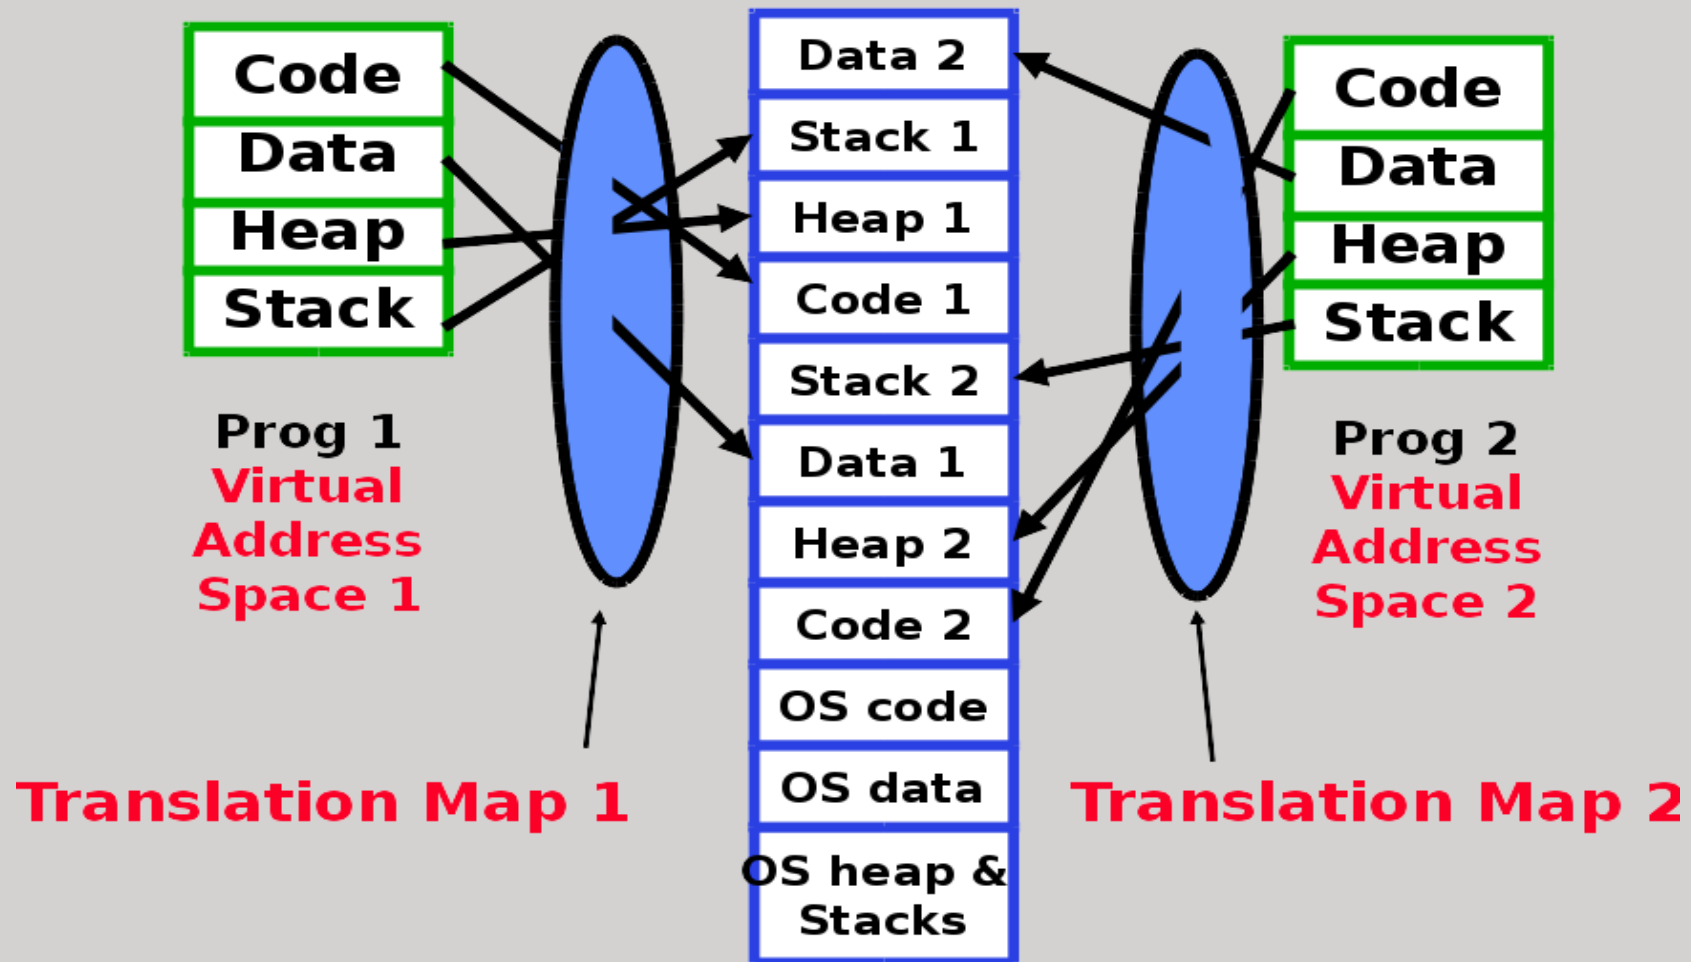 Code
Data
Heap
Stack
Prog 1
Virtual
Address
Space 1
Translation Map 1
Data 2
Stack 1
Heap 1
Code 1
Stack 2
Data 1
Heap 2
Code 2
OS code
OS data
OS heap &
Stacks
Code
Data
Heap
Stack
Prog 2
Virtual
Address
Space 2
Translation Map 2